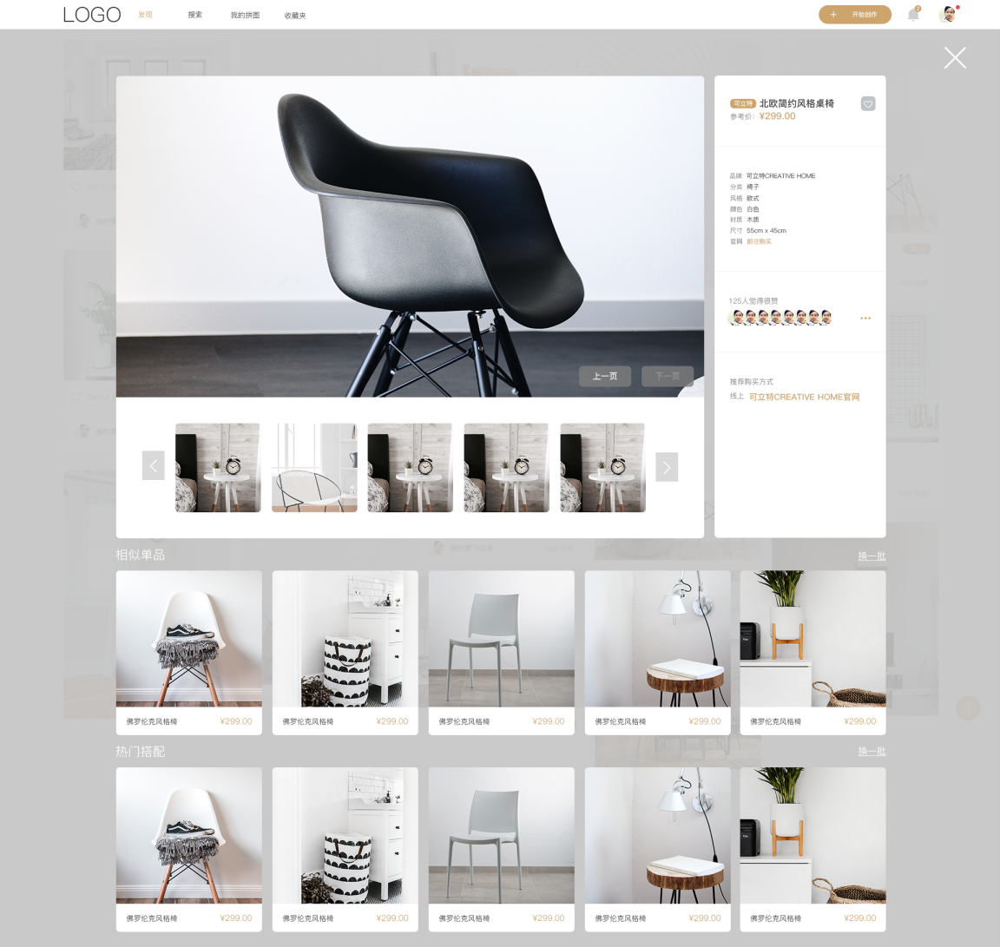 LOGO
发现
搜索
我的拼图
收藏夹
开始创作
2
可立特 北欧简约风格桌椅
参考价: ¥299.00
品牌 可立特CREATIVE HOME
分类 椅子
风格 欧式
颜色 白色
材质 木质
尺寸 55cm x 45cm
官网 前往购买
125人觉得很赞
推荐购买方式
线上 可立特CREATIVE HOME官网
上一页
下一页
相似单品
换一批
佛罗伦克风格椅 ¥299.00
佛罗伦克风格椅 ¥299.00
佛罗伦克风格椅 ¥299.00
佛罗伦克风格椅 ¥299.00
佛罗伦克风格椅 ¥299.00
热门搭配
换一批
佛罗伦克风格椅 ¥299.00
佛罗伦克风格椅 ¥299.00
佛罗伦克风格椅 ¥299.00
佛罗伦克风格椅 ¥299.00
佛罗伦克风格椅 ¥299.00